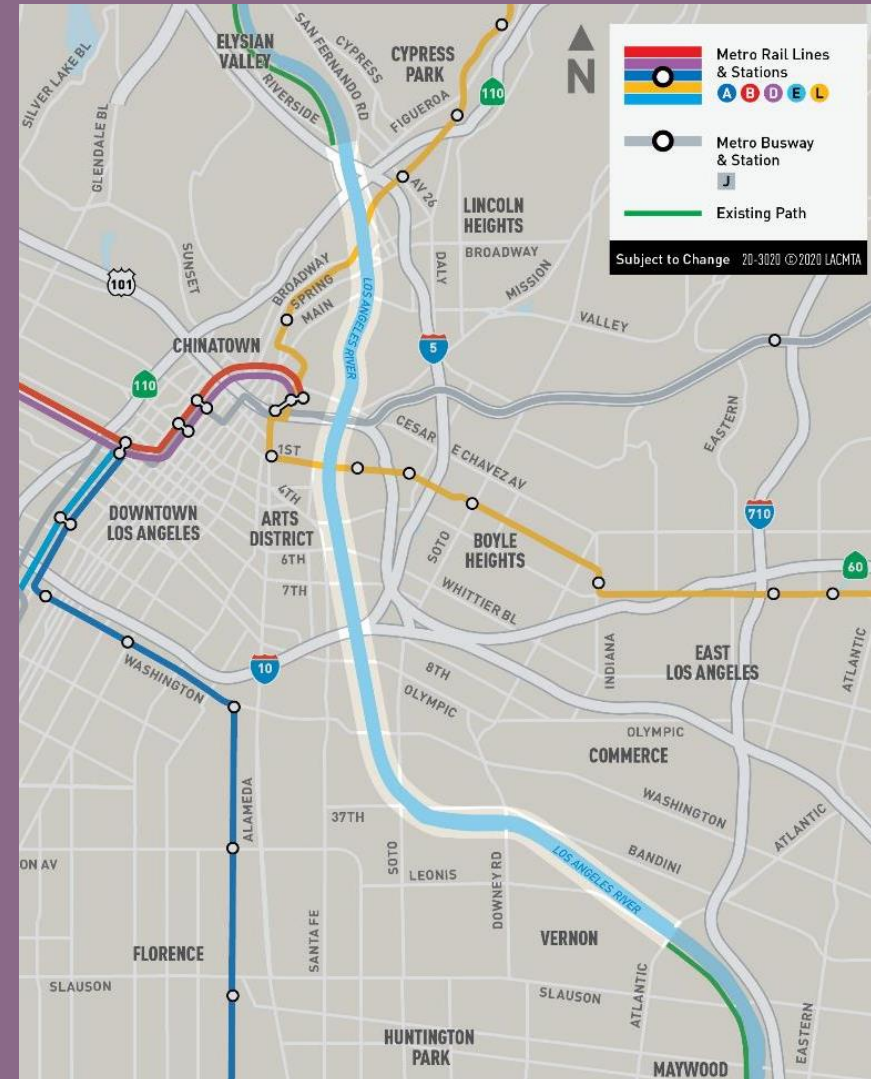 ELYSIAN
VALLEY
SAN FERNANDO RD
CYPRESS
CYPRESS
PARK
SILVER LAKE BL
GLENDALE BL
RIVERSIDE
FIGUEROA
110
N
Metro Rail Lines
& Stations
A B D E L
Metro Busway
& Station
J
Existing Path
Subject to Change 20-3020 ©2020 LACMTA
AV 26
LINCOLN
HEIGHTS
BROADWAY
DALY
MISSION
SUNSET
101
BROADWAY
SPRING
MAIN
LOS ANGELES RIVER
VALLEY
CHINATOWN
5
110
EASTERN
CESAR
E CHAVEZ AV
1ST
4TH
DOWNTOWN
LOS ANGELES
ARTS
DISTRICT
6TH
7TH
SOTO
BOYLE
HEIGHTS
710
60
WHITTIER BL
INDIANA
EAST
LOS ANGELES
ATLANTIC
10
WASHINGTON
8TH
OLYMPIC
OLYMPIC
COMMERCE
WASHINGTON
ATLANTIC
ALAMEDA
37TH
SOTO
LEONIS
DOWNEY RD
LOS ANGELES RIVER
BANDINI
ON AV
SANTA FE
VERNON
FLORENCE
SLAUSON
SLAUSON
ATLANTIC
EASTERN
HUNTINGTON
PARK
MAYWOOD